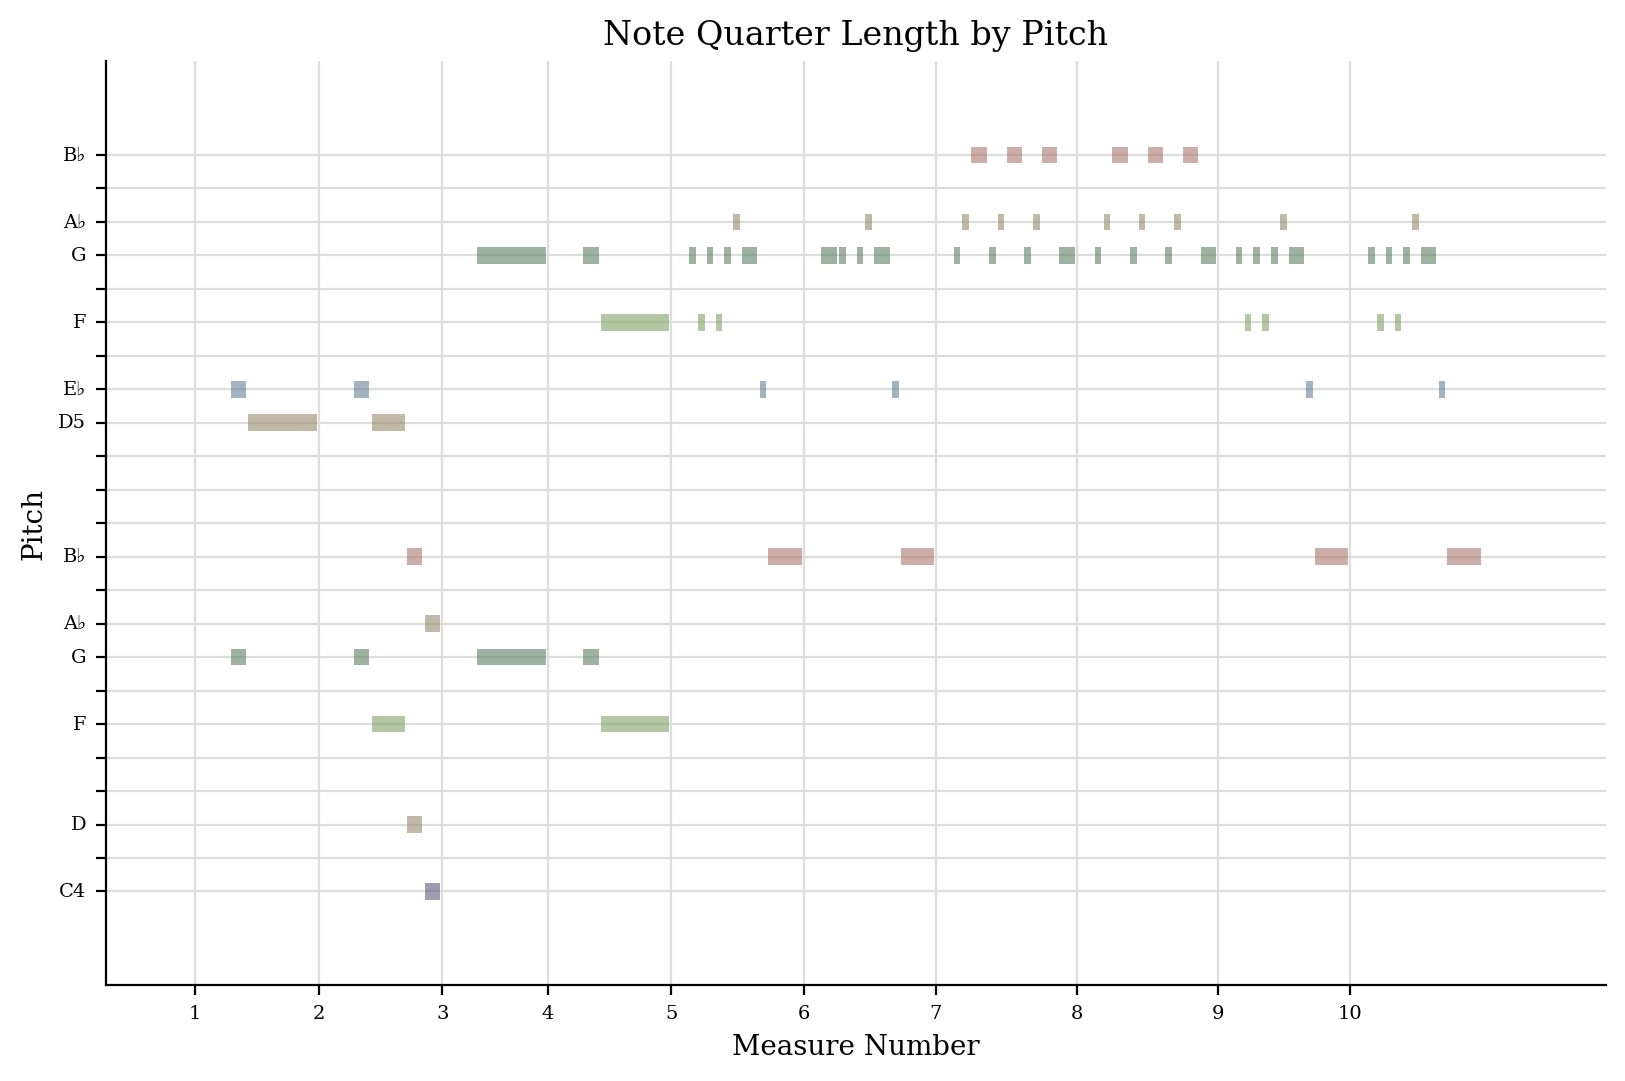 Note Quarter Length by Pitch
B♭
A♭
G
F
E♭
D5
B♭
A♭
G
F
D
C4
Pitch
1 2 3 4 5 6 7 8 9 10
Measure Number